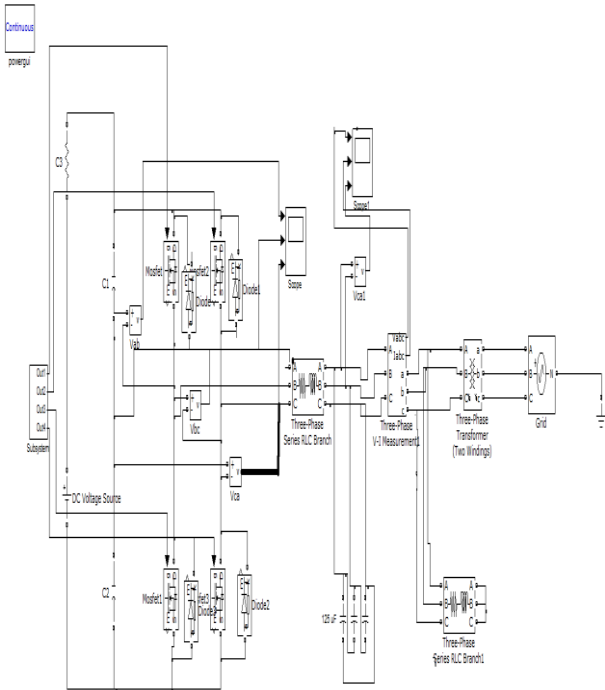 Continuous
powergui
C3
Scope1
Mosfet
Mosfet2
Diode
Diode1
Scope
C1
Vca1
Vab
Vabc
Iabc
A
B
C
a
b
c
A
B
C
a
b
c
A
B
C
N
Out1
Out2
Out3
Out4
Subsystem
Vbc
A
B
C
A
B
C
Three-Phase
Series RLC Branch
Three-Phase
V-I Measurement1
Three-Phase
Transformer
(Two Windings)
Grid
Vca
DC Voltage Source
C2
Mosfet1
fet3
Diode2
125 uF
A
B
C
A
B
C
Three-Phase
Series RLC Branch1